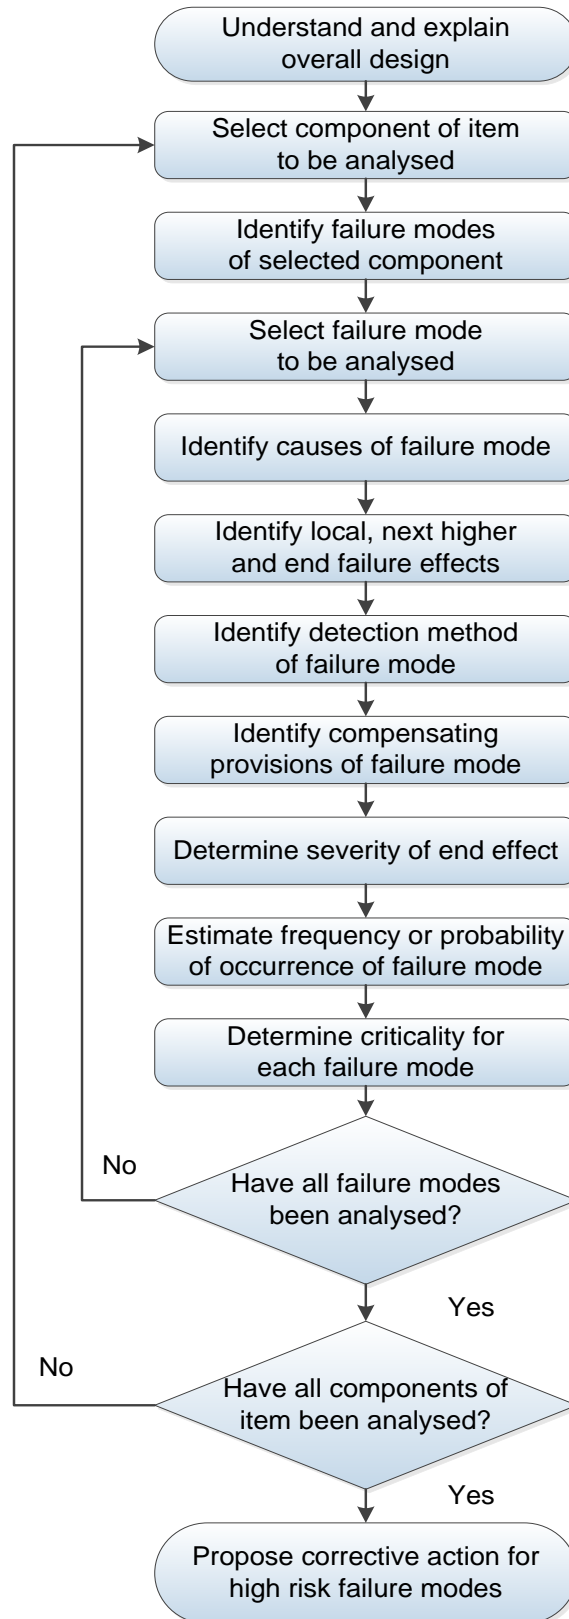 Understand and explain
overall design
Select component of item
to be analysed
Identify failure modes
of selected component
Select failure mode
to be analysed
Identify causes of failure mode
Identify local, next higher
and end failure effects
Identify detection method
of failure mode
Identify compensating
provisions of failure mode
Determine severity of end effect
Estimate frequency or probability
of occurrence of failure mode
Determine criticality for
each failure mode
No
Have all failure modes
been analysed?
Yes
No
Have all components of
item been analysed?
Yes
Propose corrective action for
high risk failure modes